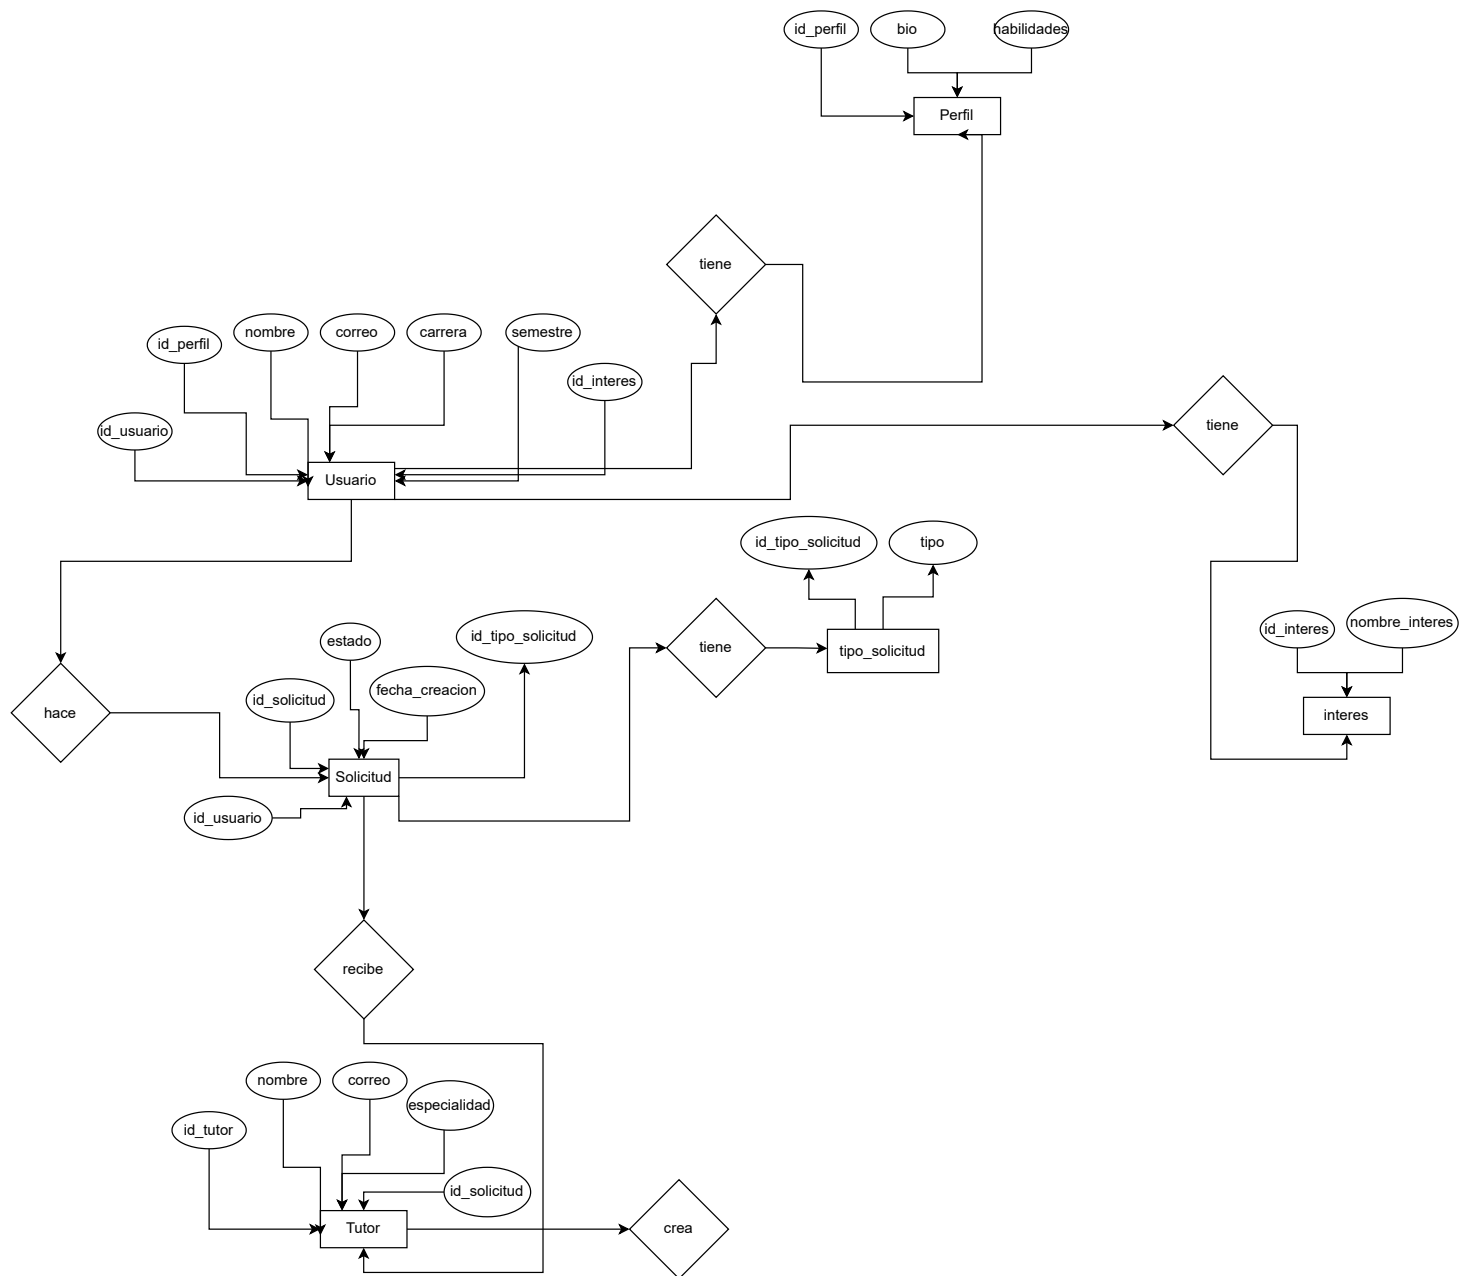 id_perfil
bio
habilidades
Perfil
tiene
id_perfil
nombre
correo
carrera
semestre
id_interes
id_usuario
Usuario
tiene
id_tipo_solicitud
tipo
tipo_solicitud
tiene
id_interes
nombre_interes
interes
estado
id_tipo_solicitud
fecha_creacion
id_solicitud
hace
Solicitud
id_usuario
recibe
nombre
correo
especialidad
id_tutor
id_solicitud
Tutor
crea